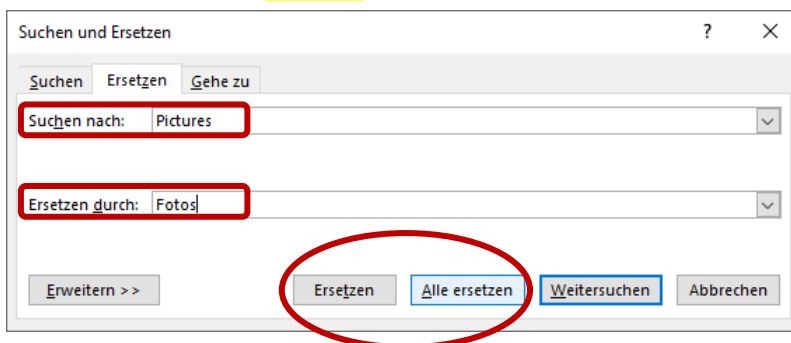 Suchen und Ersetzen ? ×
Suchen Ersetzen Gehe zu
Suchen nach: Pictures
Ersetzen durch: Fotos
Erweitern >> Ersetzen Alle ersetzen Weitersuchen Abbrechen